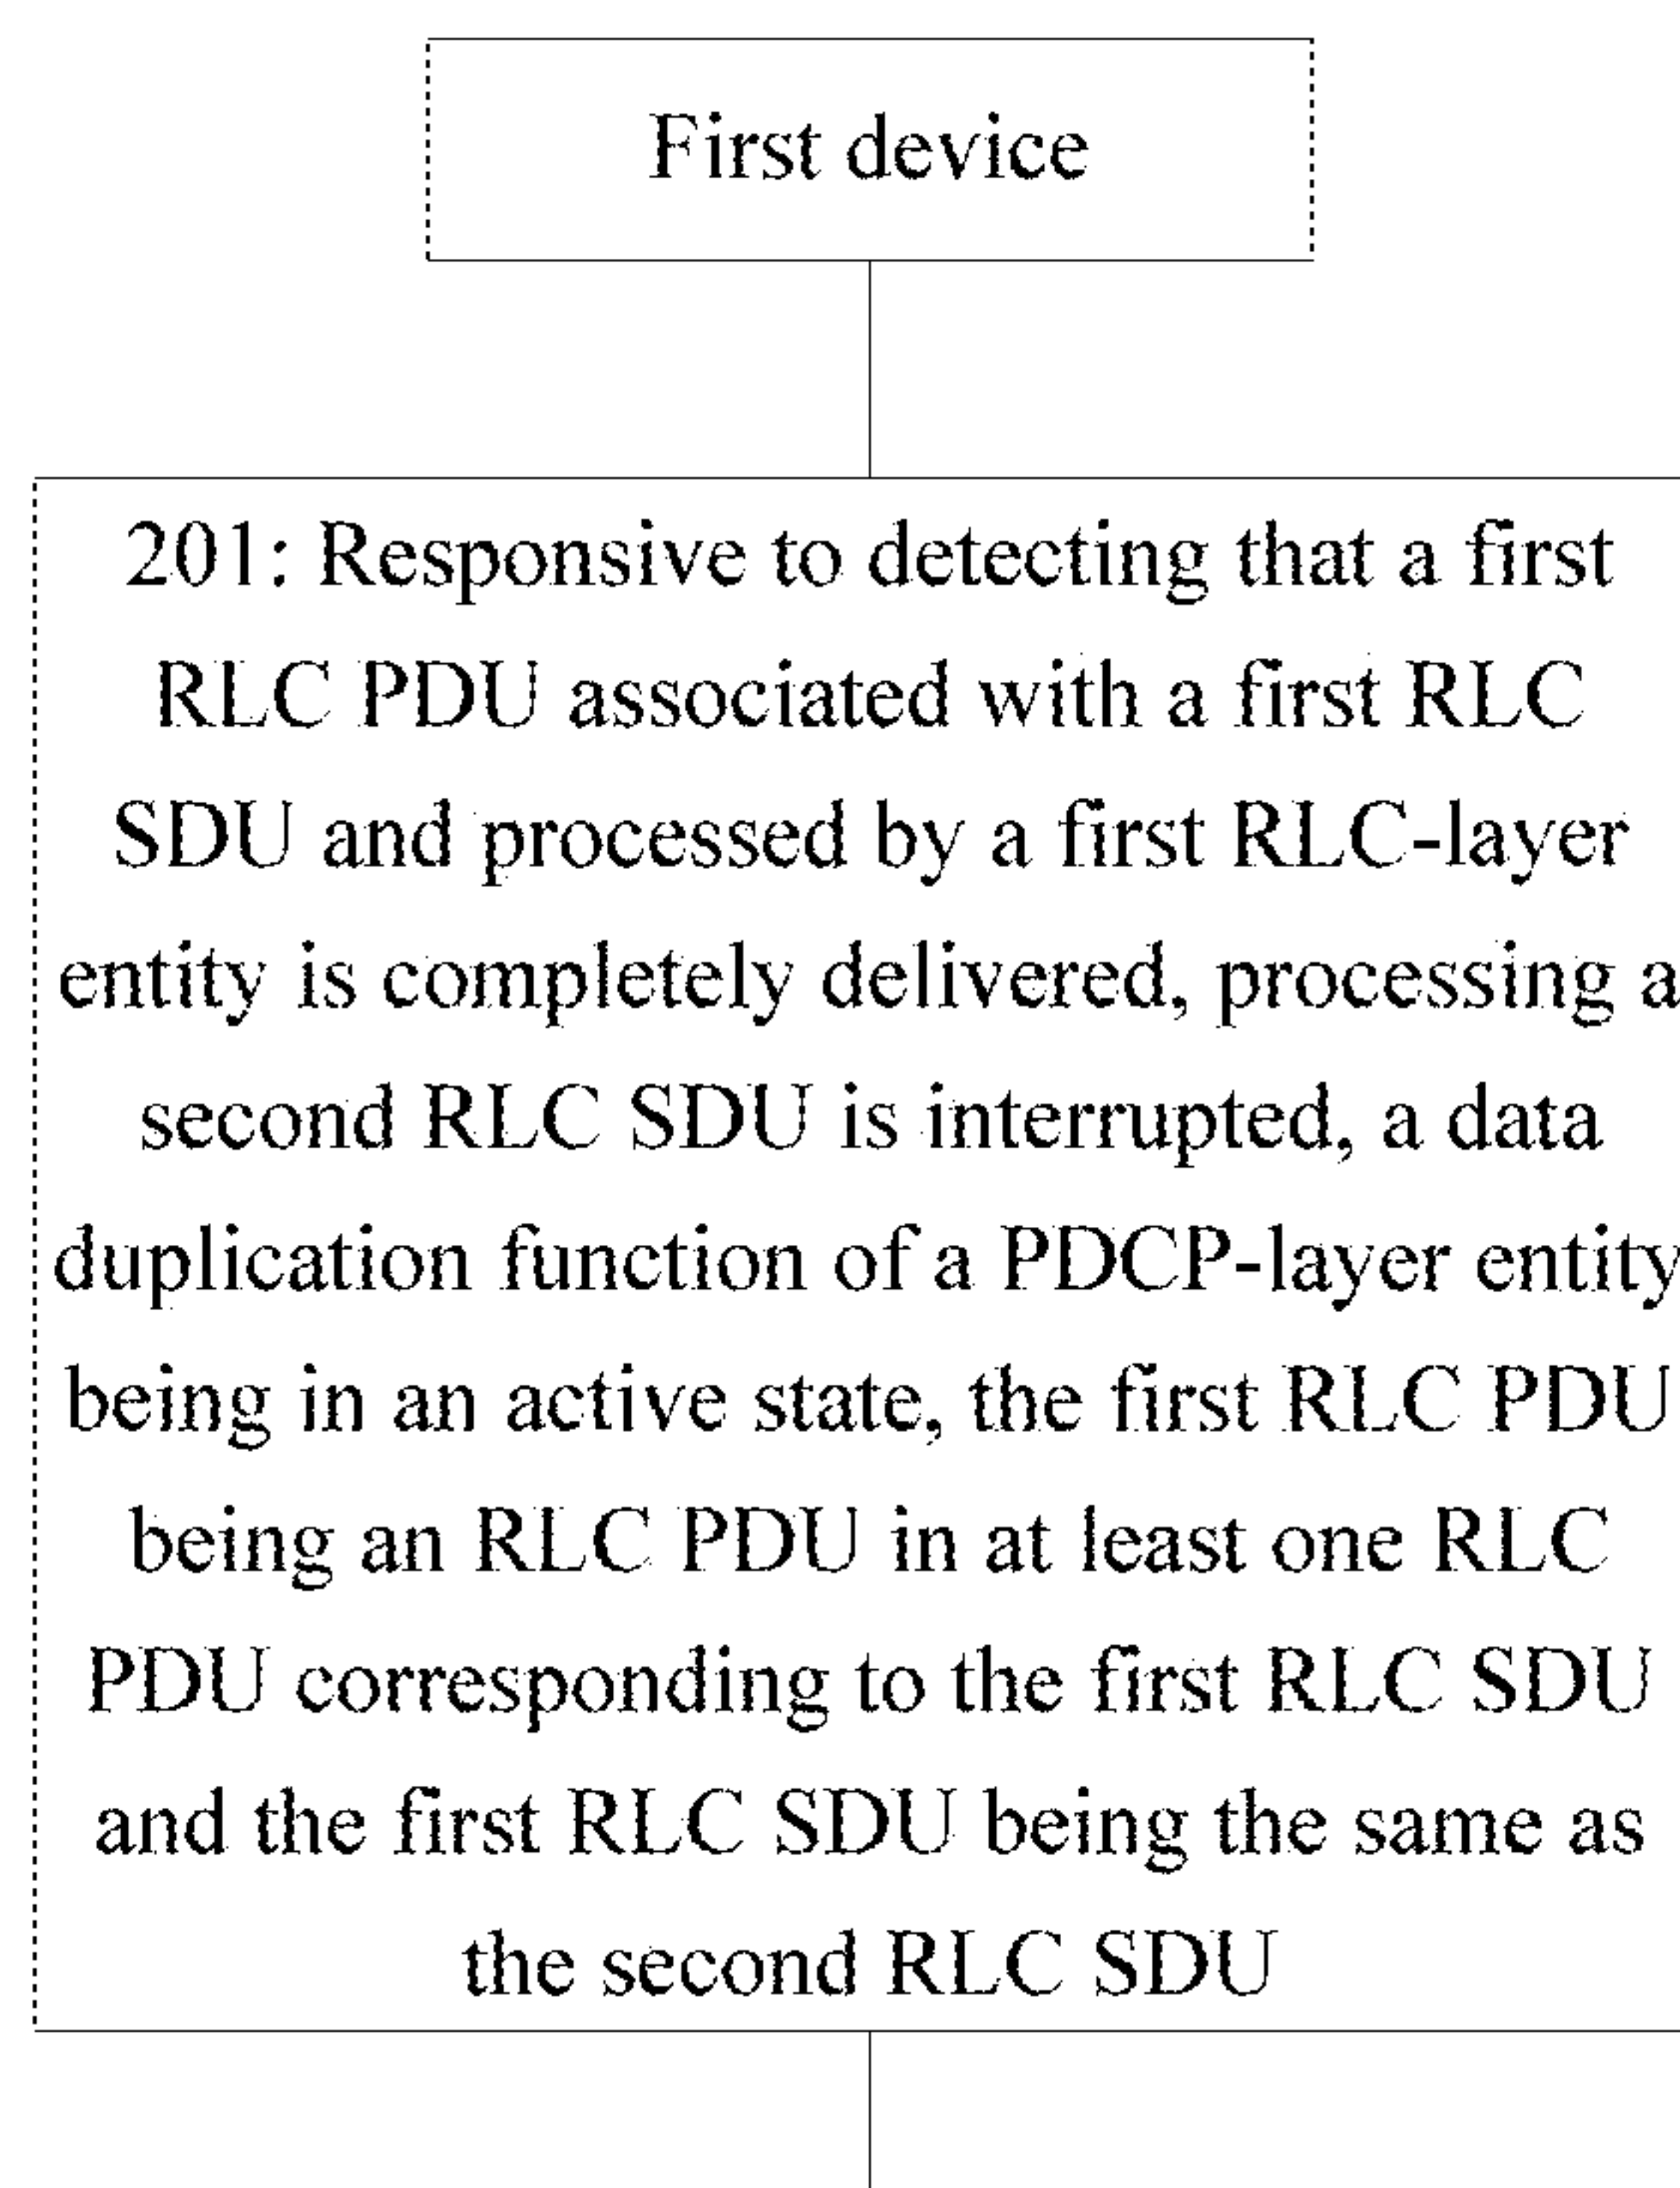 First device
201: Responsive to detecting that a first
RLC PDU associated with a first RLC
SDU and processed by a first RLC-layer
entity is completely delivered, processing a
second RLC SDU is interrupted, a data
duplication function of a PDCP-layer entity
being in an active state, the first RLC PDU
being an RLC PDU in at least one RLC
PDU corresponding to the first RLC SDU
and the first RLC SDU being the same as
the second RLC SDU